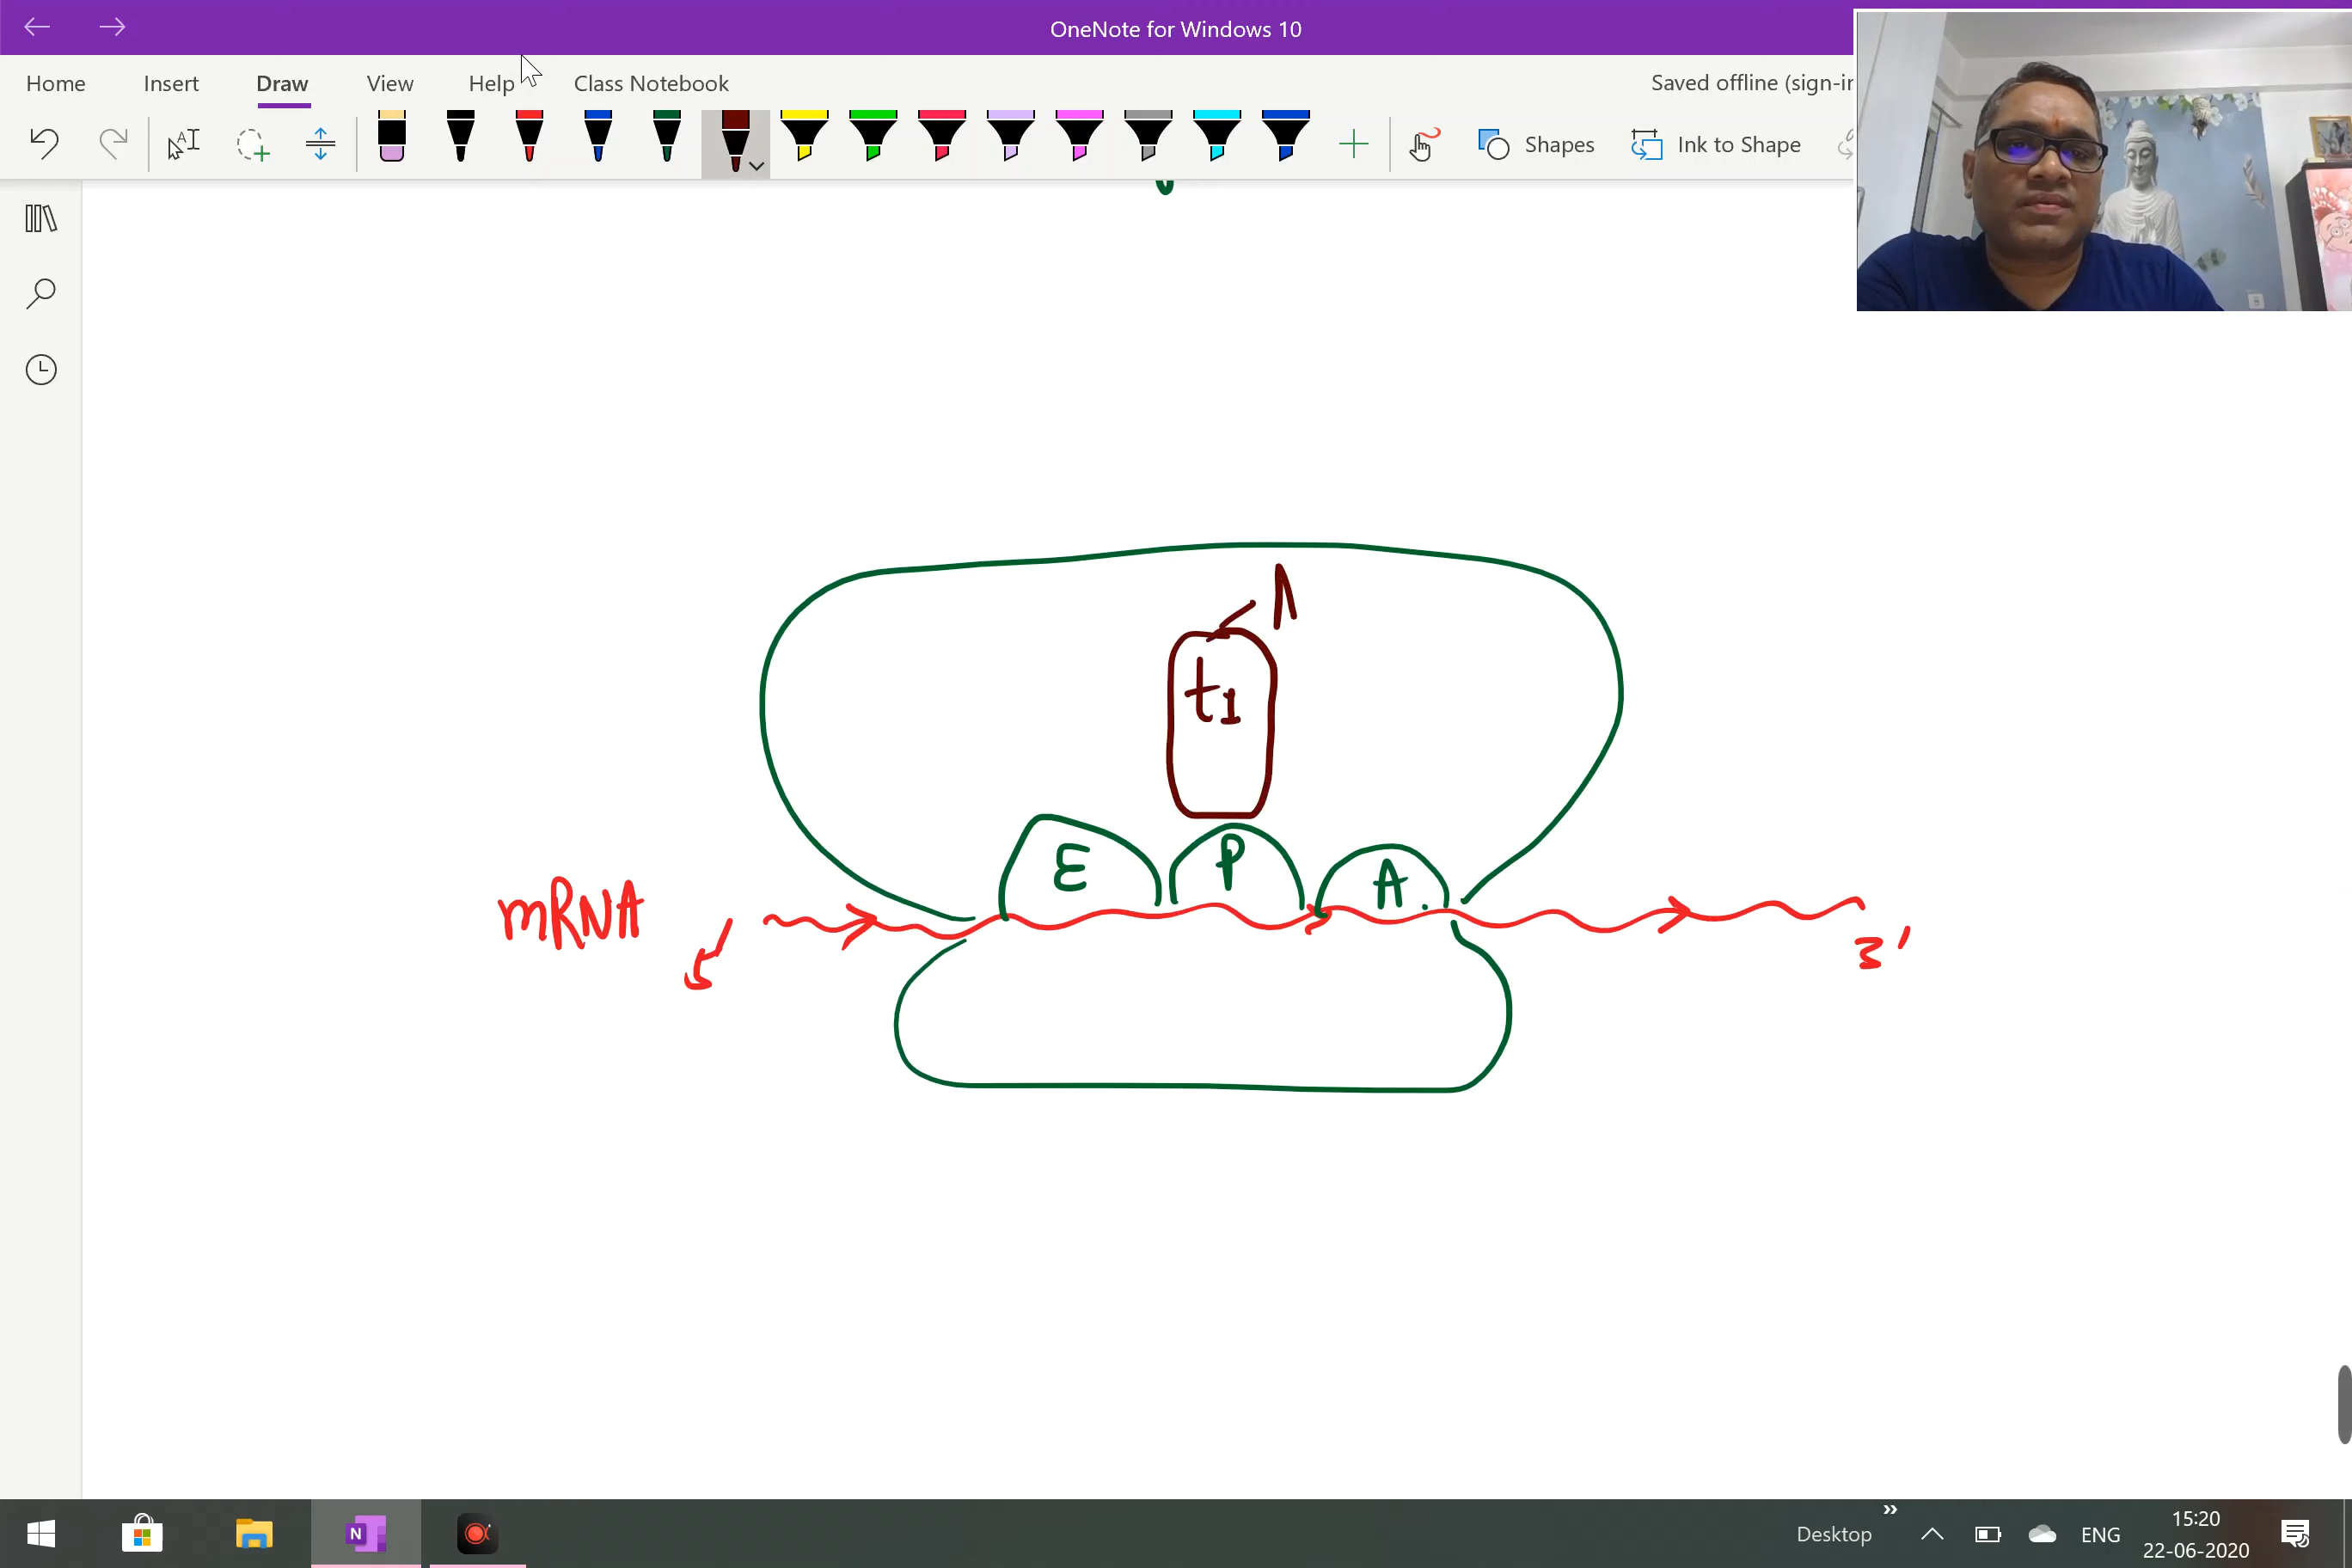 OneNote for Windows 10
Home Insert Draw View Help Class Notebook Saved offline (sign-in
Shapes Ink to Shape
t1
E P A
mRNA
5' 3'
Desktop ENG 15:20
22-06-2020